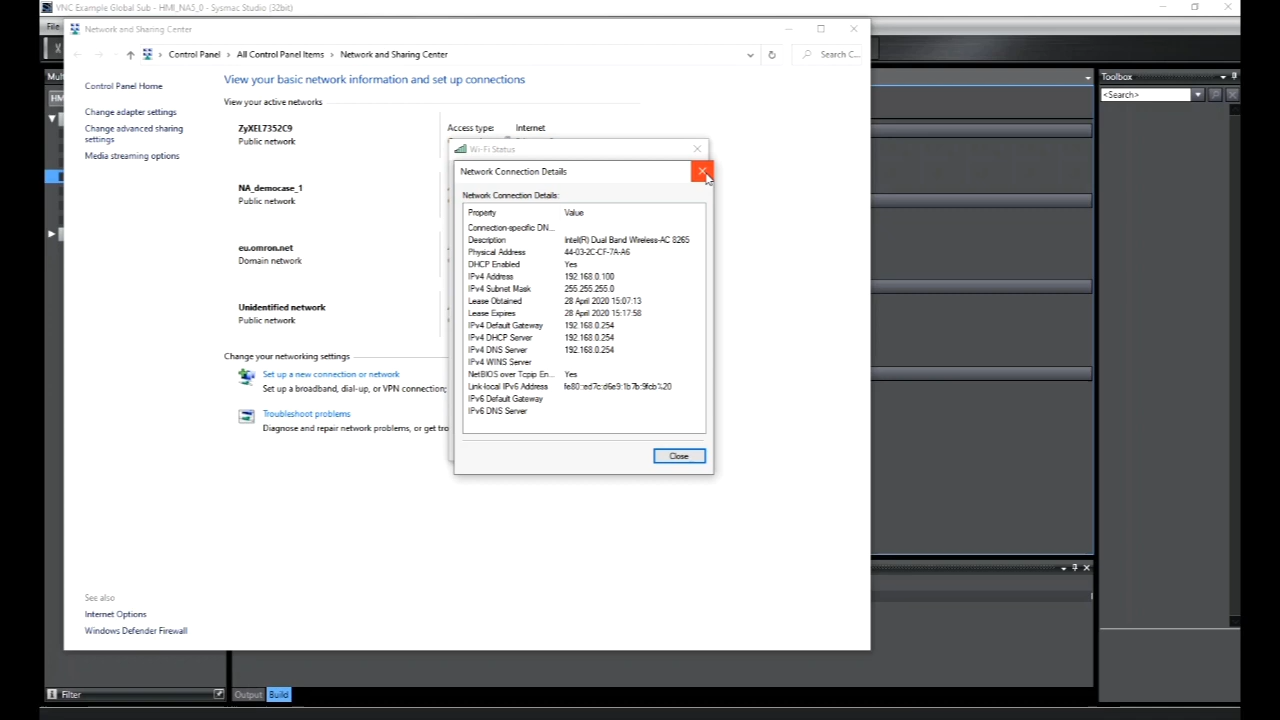 VNC Example Global Sub - HMI_NA5_0 - Sysmac Studio (32bit)
File
Network and Sharing Center
Control Panel > All Control Panel Items > Network and Sharing Center
Search C...
Control Panel Home
Change adapter settings
Change advanced sharing
settings
Media streaming options
View your basic network information and set up connections
View your active networks
ZyXEL7352C9
Public network
Access type: Internet
NA_democase_1
Public network
eu.omron.net
Domain network
Unidentified network
Public network
Change your networking settings
Set up a new connection or network
Set up a broadband, dial-up, or VPN connection;
Troubleshoot problems
Diagnose and repair network problems, or get tro
See also
Internet Options
Windows Defender Firewall
Wi-Fi Status
Network Connection Details
Network Connection Details:
Property Value
Connection-specific DN...
Description Intel(R) Dual Band Wireless-AC 8265
Physical Address 44-03-2C-CF-7A-A6
DHCP Enabled Yes
IPv4 Address 192.168.0.100
IPv4 Subnet Mask 255.255.255.0
Lease Obtained 28 April 2020 15:07:13
Lease Expires 28 April 2020 15:17:58
IPv4 Default Gateway 192.168.0.254
IPv4 DHCP Server 192.168.0.254
IPv4 DNS Server 192.168.0.254
IPv4 WINS Server
NetBIOS over Tcpip En... Yes
Link-local IPv6 Address
IPv6 Default Gateway
IPv6 DNS Server
Close
Mul
HM
Toolbox
<Search>
Filter
Output
Build